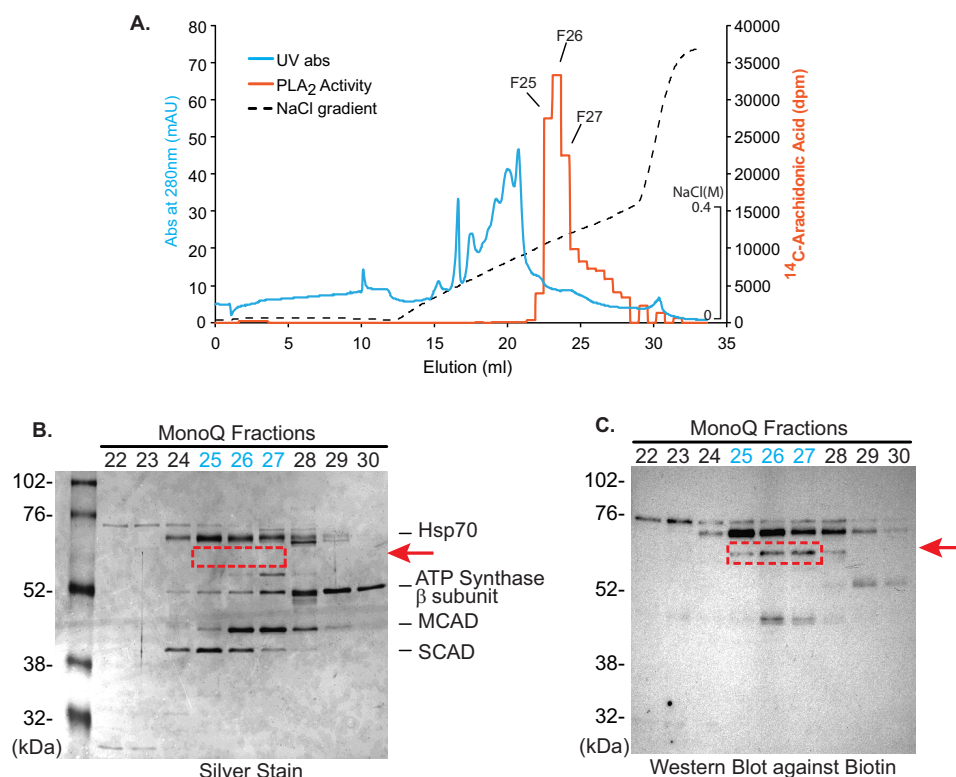 A.
UV abs
PLA2 Activity
NaCl gradient
F25
F26
F27
Abs at 280nm (mAU)
80
70
60
50
40
30
20
10
0
40000
35000
30000
25000
20000
15000
10000
5000
0
14C-Arachidonic Acid (dpm)
NaCl(M)
0.4
0
0 5 10 15 20 25 30 35
Elution (ml)
B.
MonoQ Fractions
22 23 24 25 26 27 28 29 30
102-
76-
52-
38-
32-
(kDa)
Hsp70
ATP Synthase
β subunit
MCAD
SCAD
Silver Stain
C.
MonoQ Fractions
22 23 24 25 26 27 28 29 30
102-
76-
52-
38-
32-
(kDa)
Western Blot against Biotin